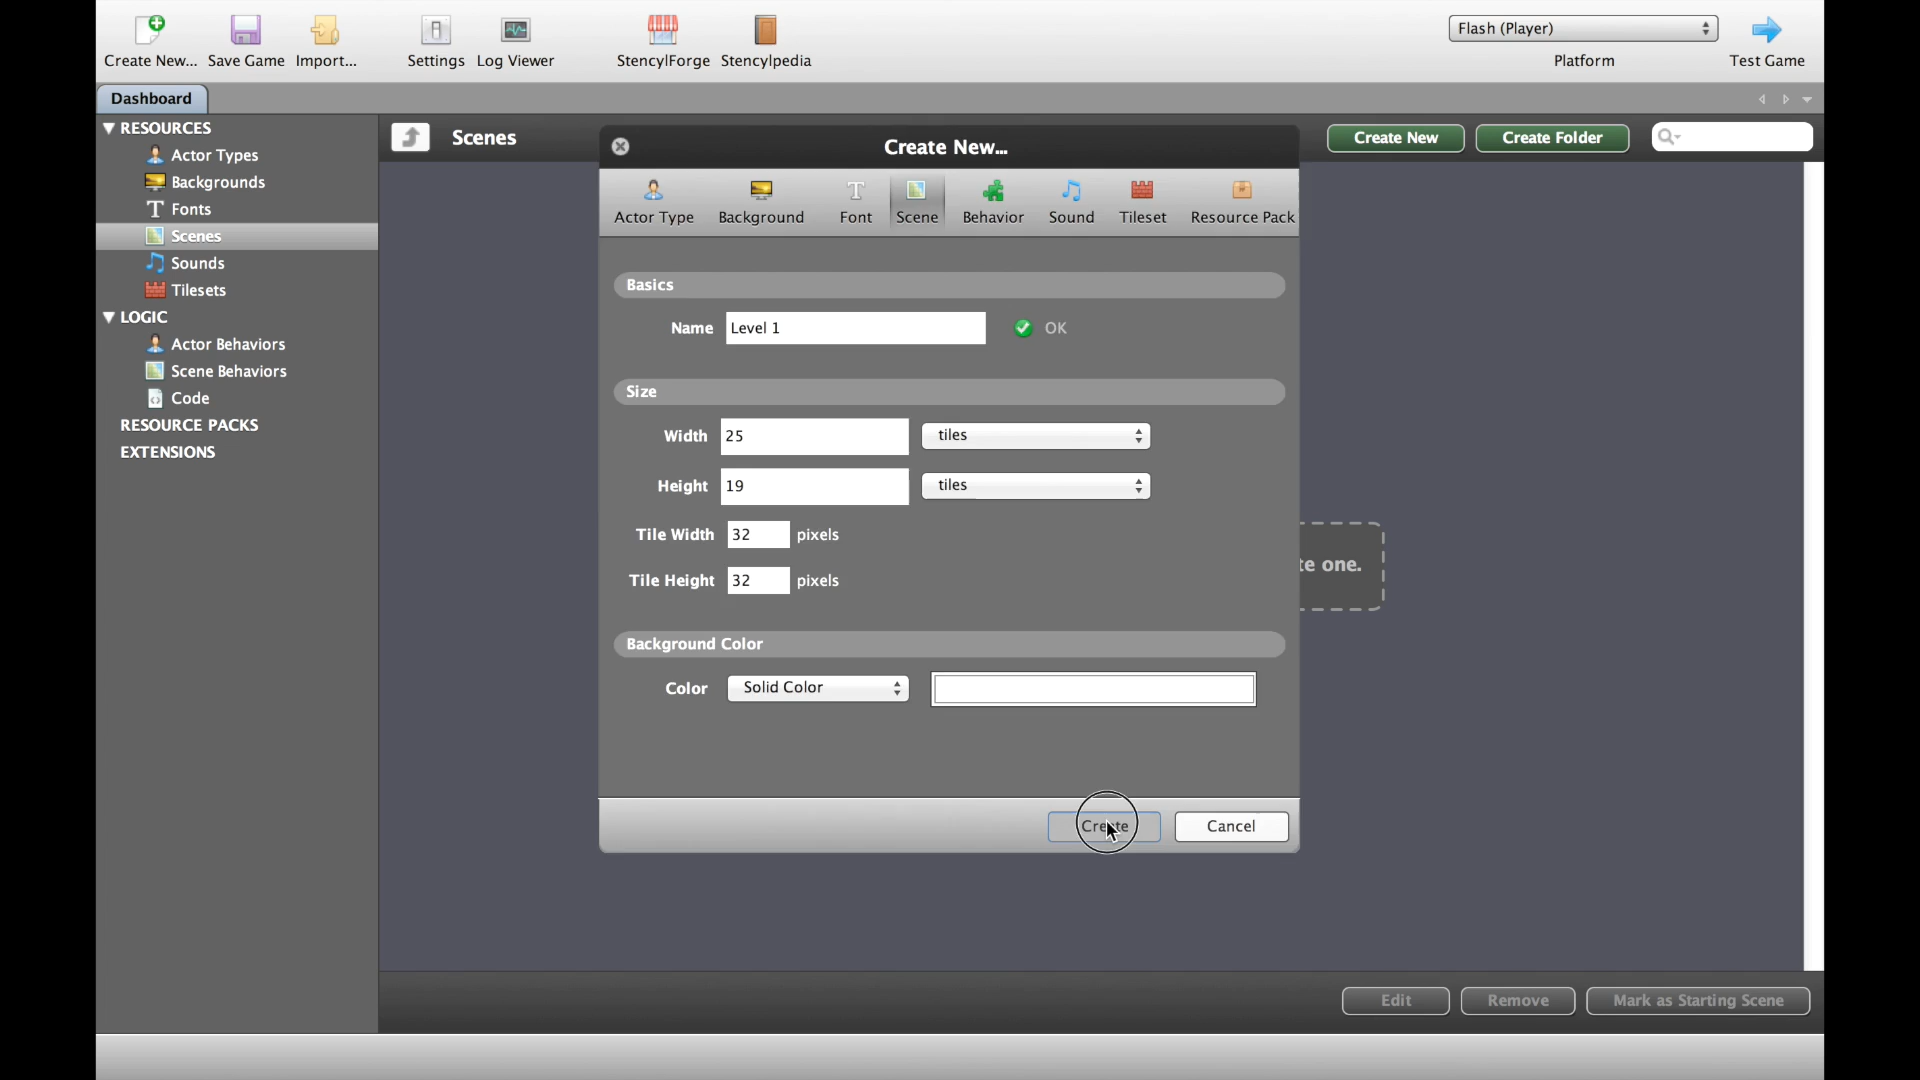 Create New... Save Game Import... Settings Log Viewer StencylForge Stencylpedia Flash (Player) Platform Test Game
Dashboard
RESOURCES
Actor Types
Backgrounds
Fonts
Scenes
Sounds
Tilesets
LOGIC
Actor Behaviors
Scene Behaviors
Code
RESOURCE PACKS
EXTENSIONS
Scenes
Create New
Create Folder
Create New...
Actor Type Background Font Scene Behavior Sound Tileset Resource Pack
Basics
Name Level 1 OK
Size
Width 25 tiles
Height 19 tiles
Tile Width 32 pixels
Tile Height 32 pixels
Background Color
Color Solid Color
Create Cancel
one.
Edit Remove Mark as Starting Scene